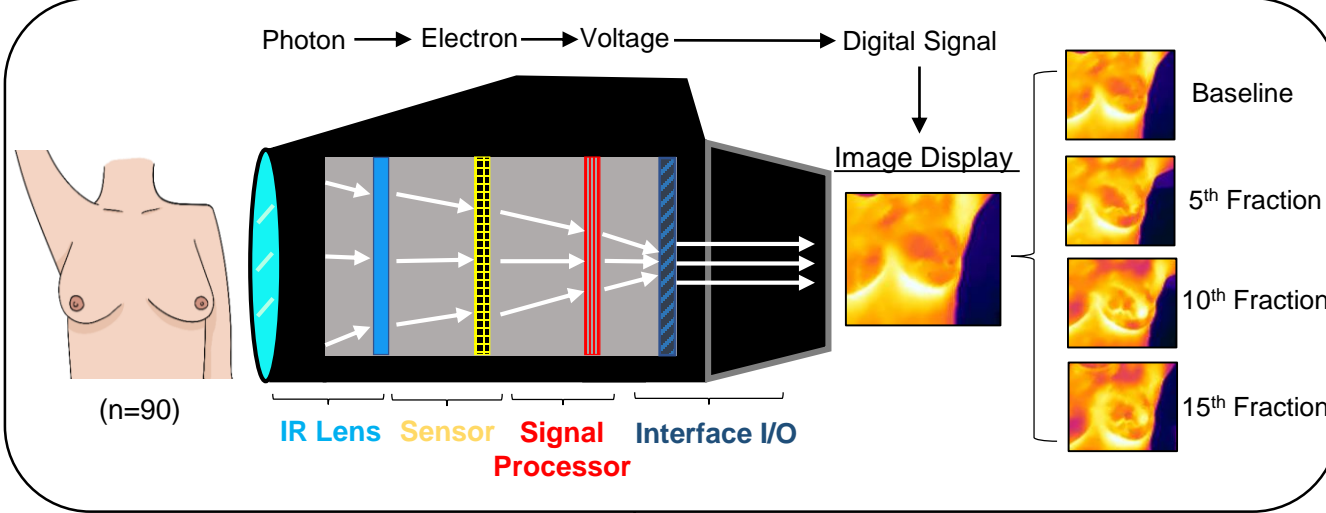 Photon Electron Voltage Digital Signal
Image Display
(n=90)
IR Lens
Sensor
Signal
Processor
Interface I/O
Baseline
5th Fraction
10th Fraction
15th Fraction